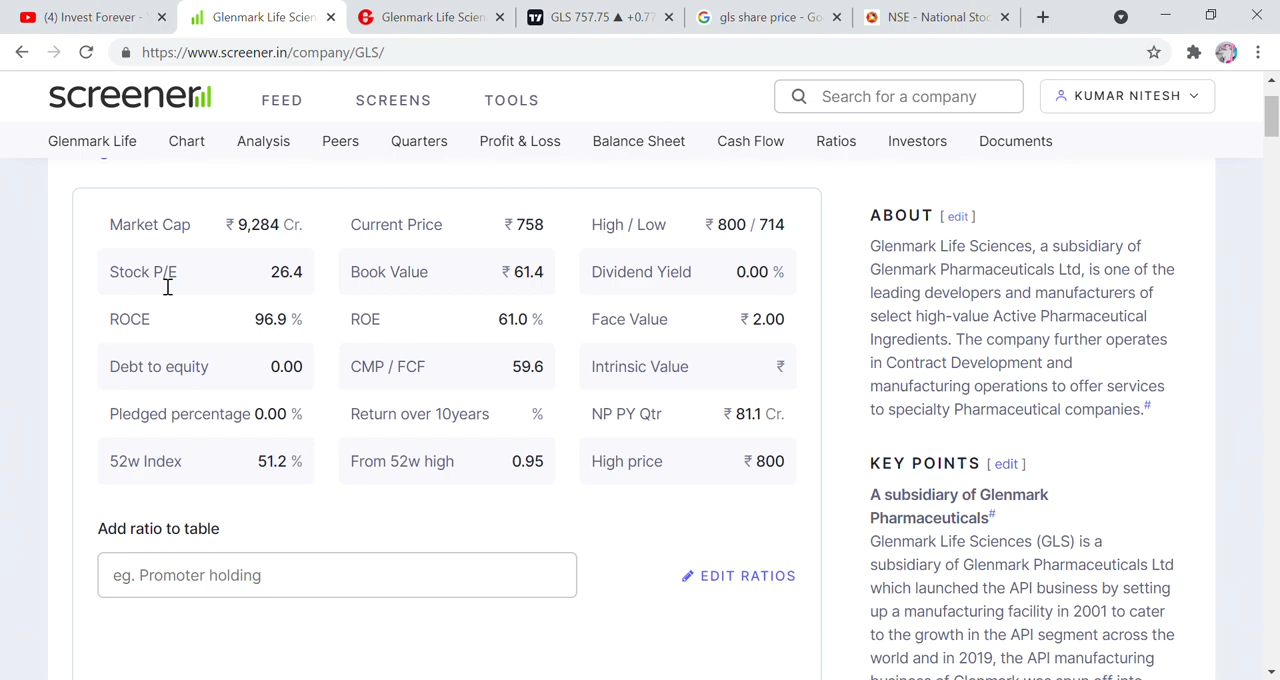 (4) Invest Forever -
Glenmark Life Scien
Glenmark Life Scien
GLS 757.75 ▲ +0.77
gls share price - Go
NSE - National Stoc
https://www.screener.in/company/GLS/
screener
FEED
SCREENS
TOOLS
Search for a company
KUMAR NITESH
Glenmark Life
Chart
Analysis
Peers
Quarters
Profit & Loss
Balance Sheet
Cash Flow
Ratios
Investors
Documents
Market Cap ₹ 9,284 Cr.
Current Price ₹ 758
High / Low ₹ 800 / 714
Stock P/E 26.4
Book Value ₹ 61.4
Dividend Yield 0.00 %
ROCE 96.9 %
ROE 61.0 %
Face Value ₹ 2.00
Debt to equity 0.00
CMP / FCF 59.6
Intrinsic Value ₹
Pledged percentage 0.00 %
Return over 10years %
NP PY Qtr ₹ 81.1 Cr.
52w Index 51.2 %
From 52w high 0.95
High price ₹ 800
Add ratio to table
eg. Promoter holding
EDIT RATIOS
ABOUT [ edit ]
Glenmark Life Sciences, a subsidiary of
Glenmark Pharmaceuticals Ltd, is one of the
leading developers and manufacturers of
select high-value Active Pharmaceutical
Ingredients. The company further operates
in Contract Development and
manufacturing operations to offer services
to specialty Pharmaceutical companies.#
KEY POINTS [ edit ]
A subsidiary of Glenmark
Pharmaceuticals#
Glenmark Life Sciences (GLS) is a
subsidiary of Glenmark Pharmaceuticals Ltd
which launched the API business by setting
up a manufacturing facility in 2001 to cater
to the growth in the API segment across the
world and in 2019, the API manufacturing